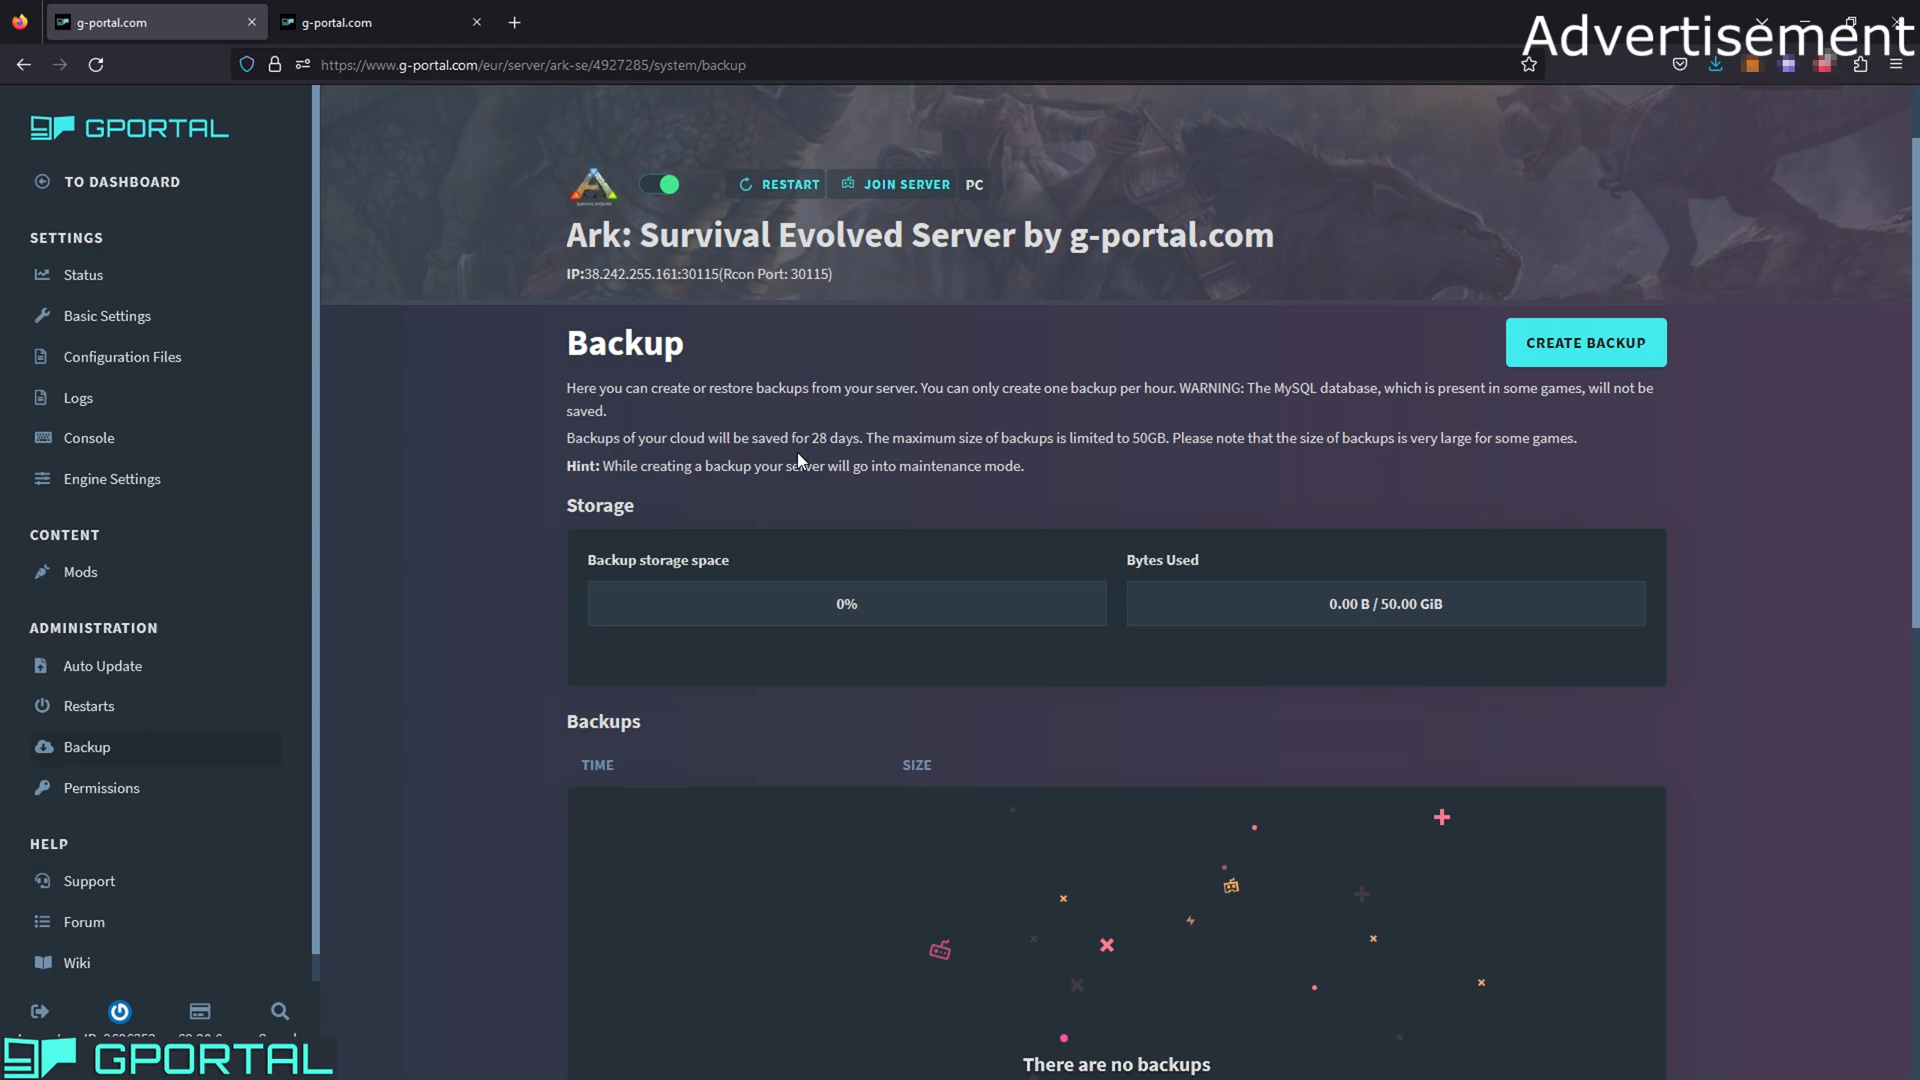 g-portal.com
g-portal.com
Advertisement
https://www.g-portal.com/eur/server/ark-se/4927285/system/backup
GPORTAL
TO DASHBOARD
SETTINGS
Status
Basic Settings
Configuration Files
Logs
Console
Engine Settings
CONTENT
Mods
ADMINISTRATION
Auto Update
Restarts
Backup
Permissions
HELP
Support
Forum
Wiki
GPORTAL
RESTART
JOIN SERVER
PC
Ark: Survival Evolved Server by g-portal.com
IP:38.242.255.161:30115(Rcon Port: 30115)
Backup
CREATE BACKUP
Here you can create or restore backups from your server. You can only create one backup per hour. WARNING: The MySQL database, which is present in some games, will not be
saved.
Backups of your cloud will be saved for 28 days. The maximum size of backups is limited to 50GB. Please note that the size of backups is very large for some games.
Hint: While creating a backup your server will go into maintenance mode.
Storage
Backup storage space
Bytes Used
0%
0.00 B / 50.00 GiB
Backups
TIME
SIZE
There are no backups